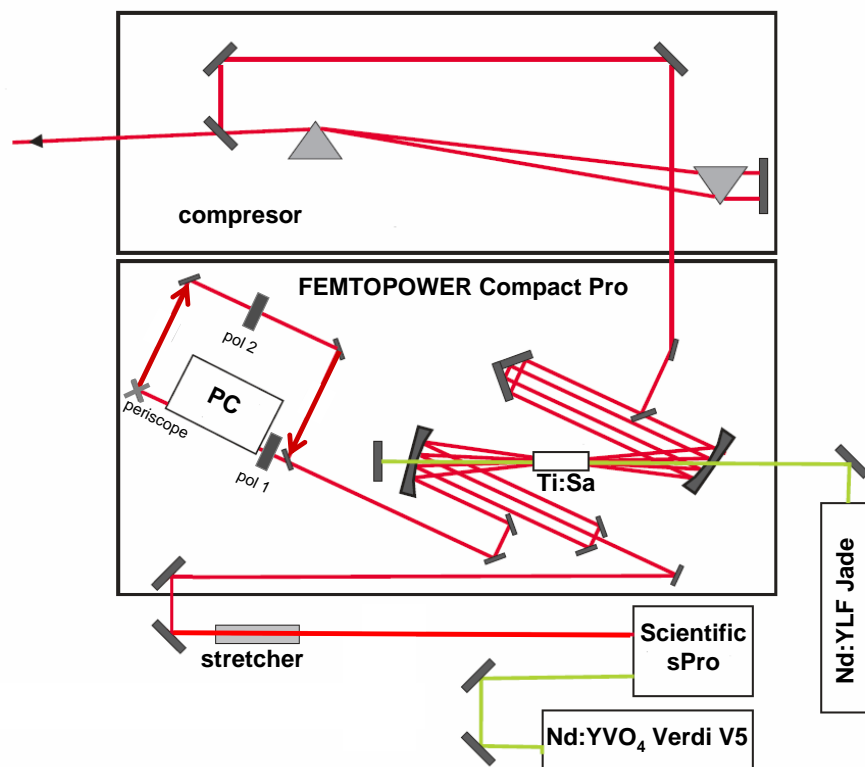 compresor
FEMTOPOWER Compact Pro
pol 2
PC
periscope
pol 1
Ti:Sa
Nd:YLF Jade
stretcher
Scientific
sPro
Nd:YVO₄ Verdi V5